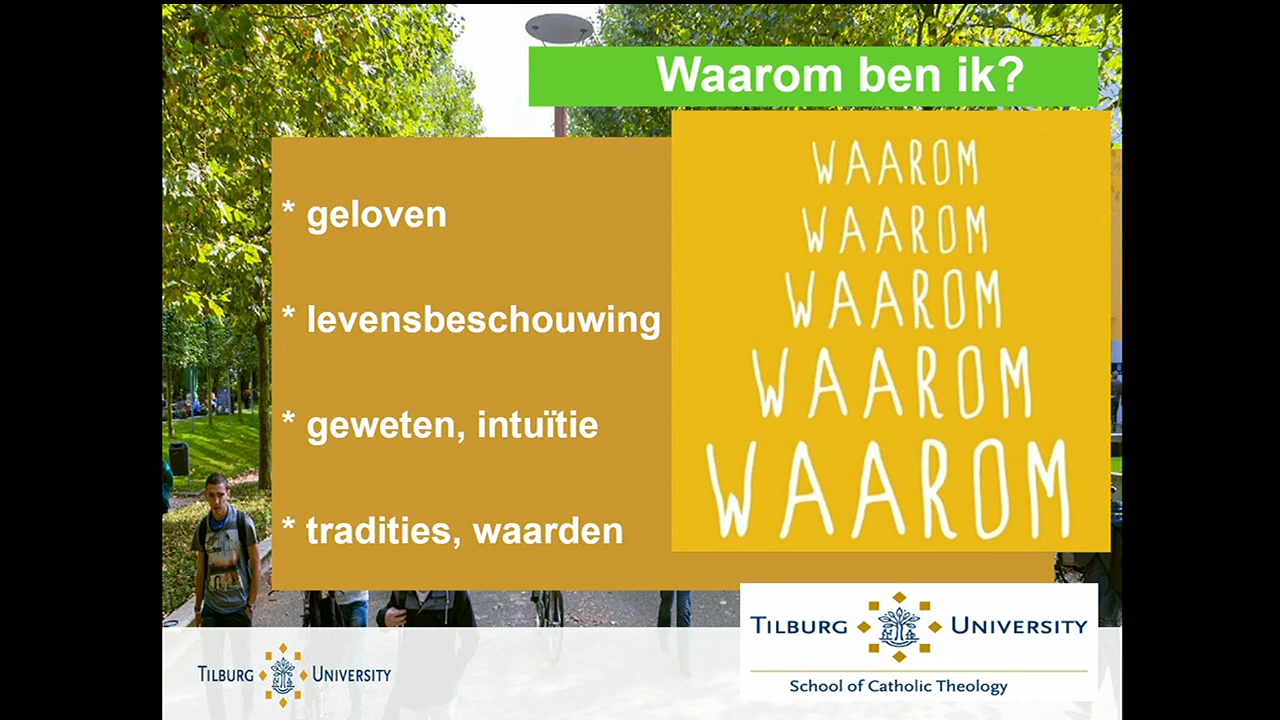 Waarom ben ik?
* geloven
* levensbeschouwing
* geweten, intuïtie
* tradities, waarden
WAAROM
WAAROM
WAAROM
WAAROM
WAAROM
TILBURG UNIVERSITY
School of Catholic Theology
TILBURG UNIVERSITY